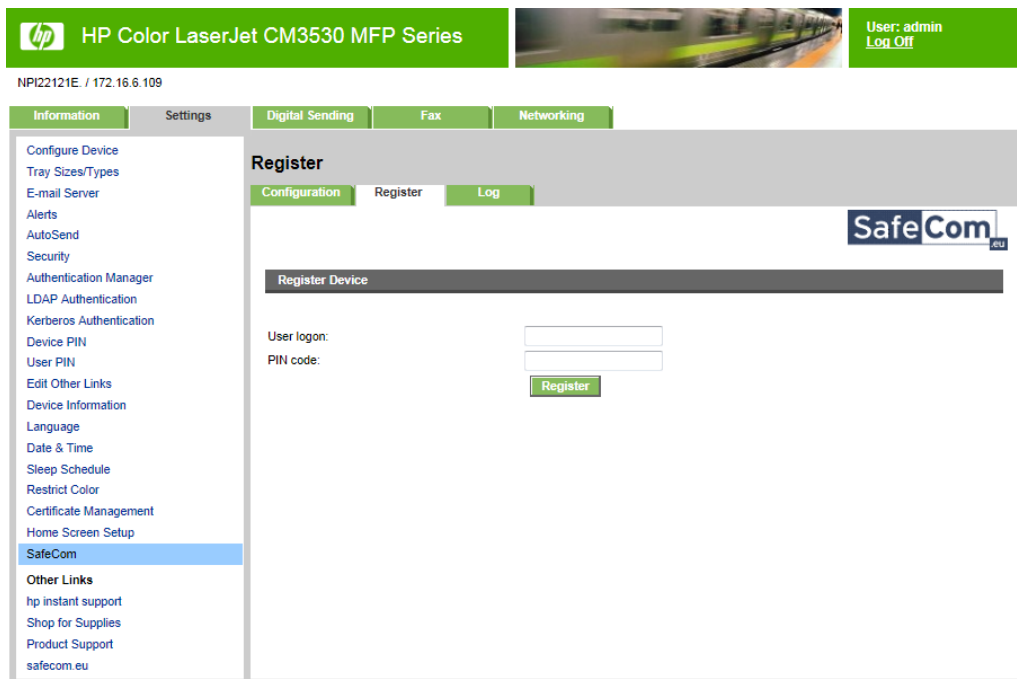 hp HP Color LaserJet CM3530 MFP Series
User: admin
Log Off
NPI22121E. / 172.16.6.109
Information Settings Digital Sending Fax Networking
Configure Device
Tray Sizes/Types
E-mail Server
Alerts
AutoSend
Security
Authentication Manager
LDAP Authentication
Kerberos Authentication
Device PIN
User PIN
Edit Other Links
Device Information
Language
Date & Time
Sleep Schedule
Restrict Color
Certificate Management
Home Screen Setup
SafeCom
Other Links
hp instant support
Shop for Supplies
Product Support
safecom.eu
Register
Configuration Register Log
SafeCom.eu
Register Device
User logon:
PIN code:
Register